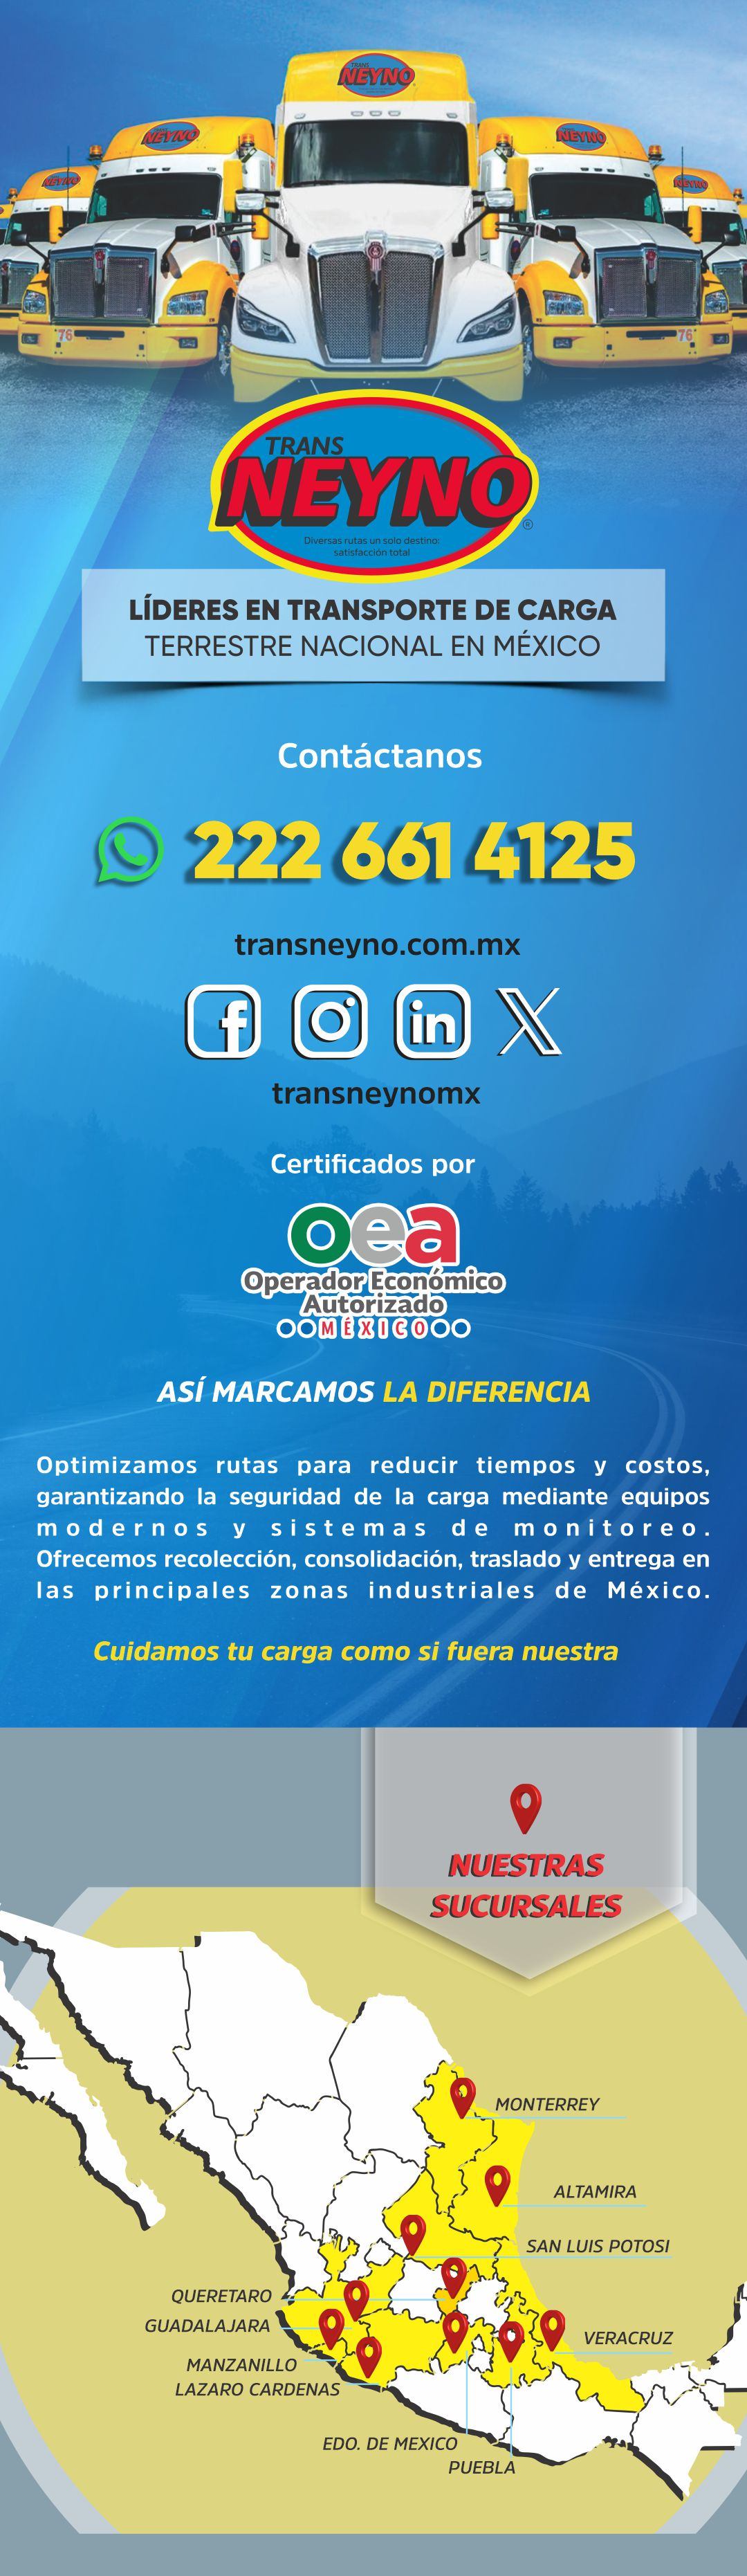 TRANS
NEYNO
NEYNO
NEYNO
NEYNO
NEYNO
76
76
TRANS
NEYNO
®
Diversas rutas un solo destino:
satisfacción total
LÍDERES EN TRANSPORTE DE CARGA
TERRESTRE NACIONAL EN MÉXICO
Contáctanos
222 661 4125
transneyno.com.mx
f
in
X
transneynomx
Certificados por
oea
Operador Económico
Autorizado
MÉXICO
ASÍ MARCAMOS LA DIFERENCIA
Optimizamos rutas para reducir tiempos y costos,
garantizando la seguridad de la carga mediante equipos
modernos y sistemas de monitoreo.
Ofrecemos recolección, consolidación, traslado y entrega en
las principales zonas industriales de México.
Cuidamos tu carga como si fuera nuestra
NUESTRAS
SUCURSALES
MONTERREY
ALTAMIRA
SAN LUIS POTOSI
QUERETARO
GUADALAJARA
VERACRUZ
MANZANILLO
LAZARO CARDENAS
EDO. DE MEXICO
PUEBLA